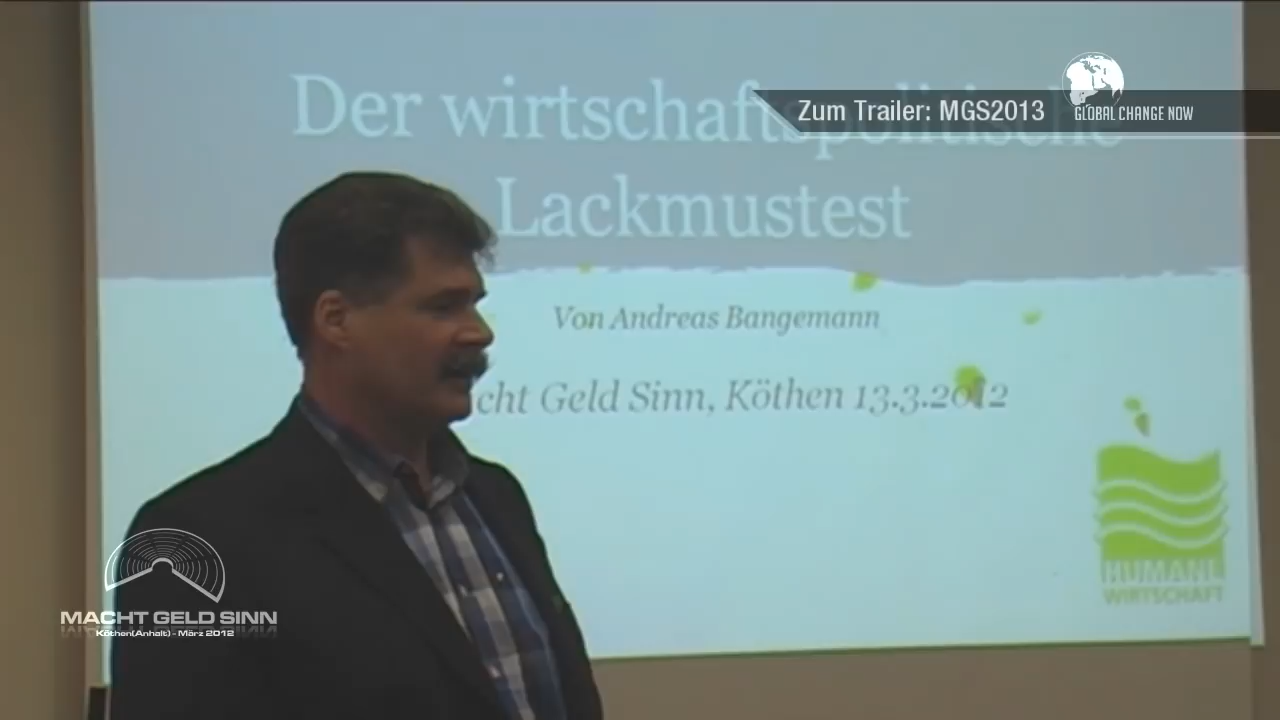 Der wirtschaftspolitische
Zum Trailer: MGS2013
GLOBAL CHANGE NOW
Lackmustest
Von Andreas Bangemann
cht Geld Sinn, Köthen 13.3.2012
HUMANE
WIRTSCHAFT
MACHT GELD SINN
Köthen(Anhalt) - März 2012